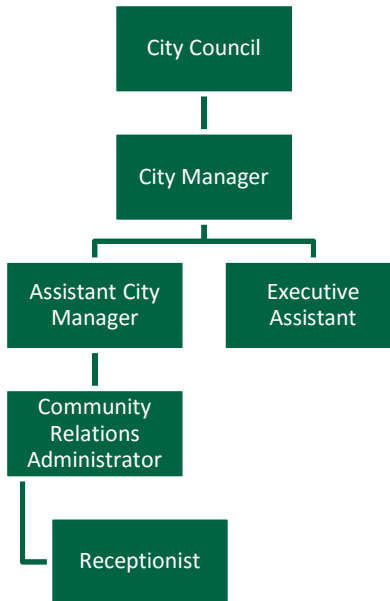 City Council
City Manager
Assistant City
Manager
Executive
Assistant
Community
Relations
Administrator
Receptionist